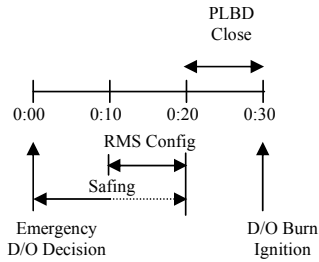 PLBD
Close
0:00 0:10 0:20 0:30
RMS Config
Safing
Emergency
D/O Decision
D/O Burn
Ignition